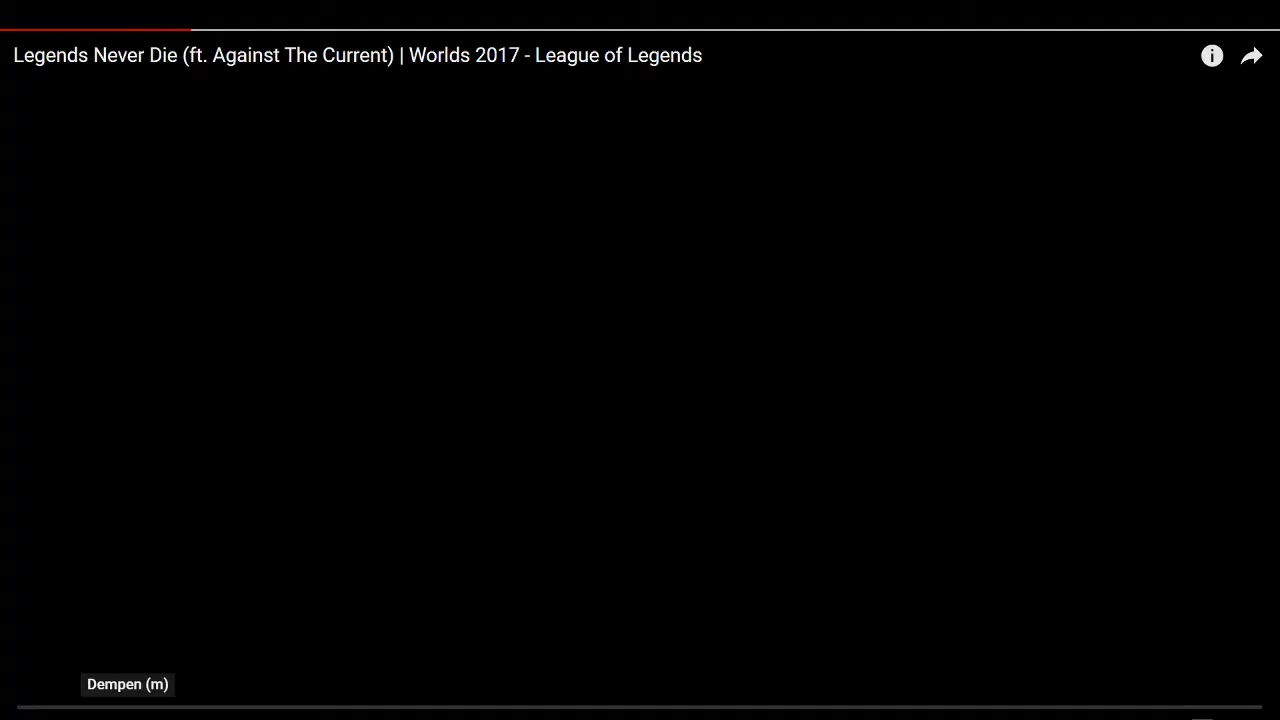 Legends Never Die (ft. Against The Current) | Worlds 2017 - League of Legends
Dempen (m)